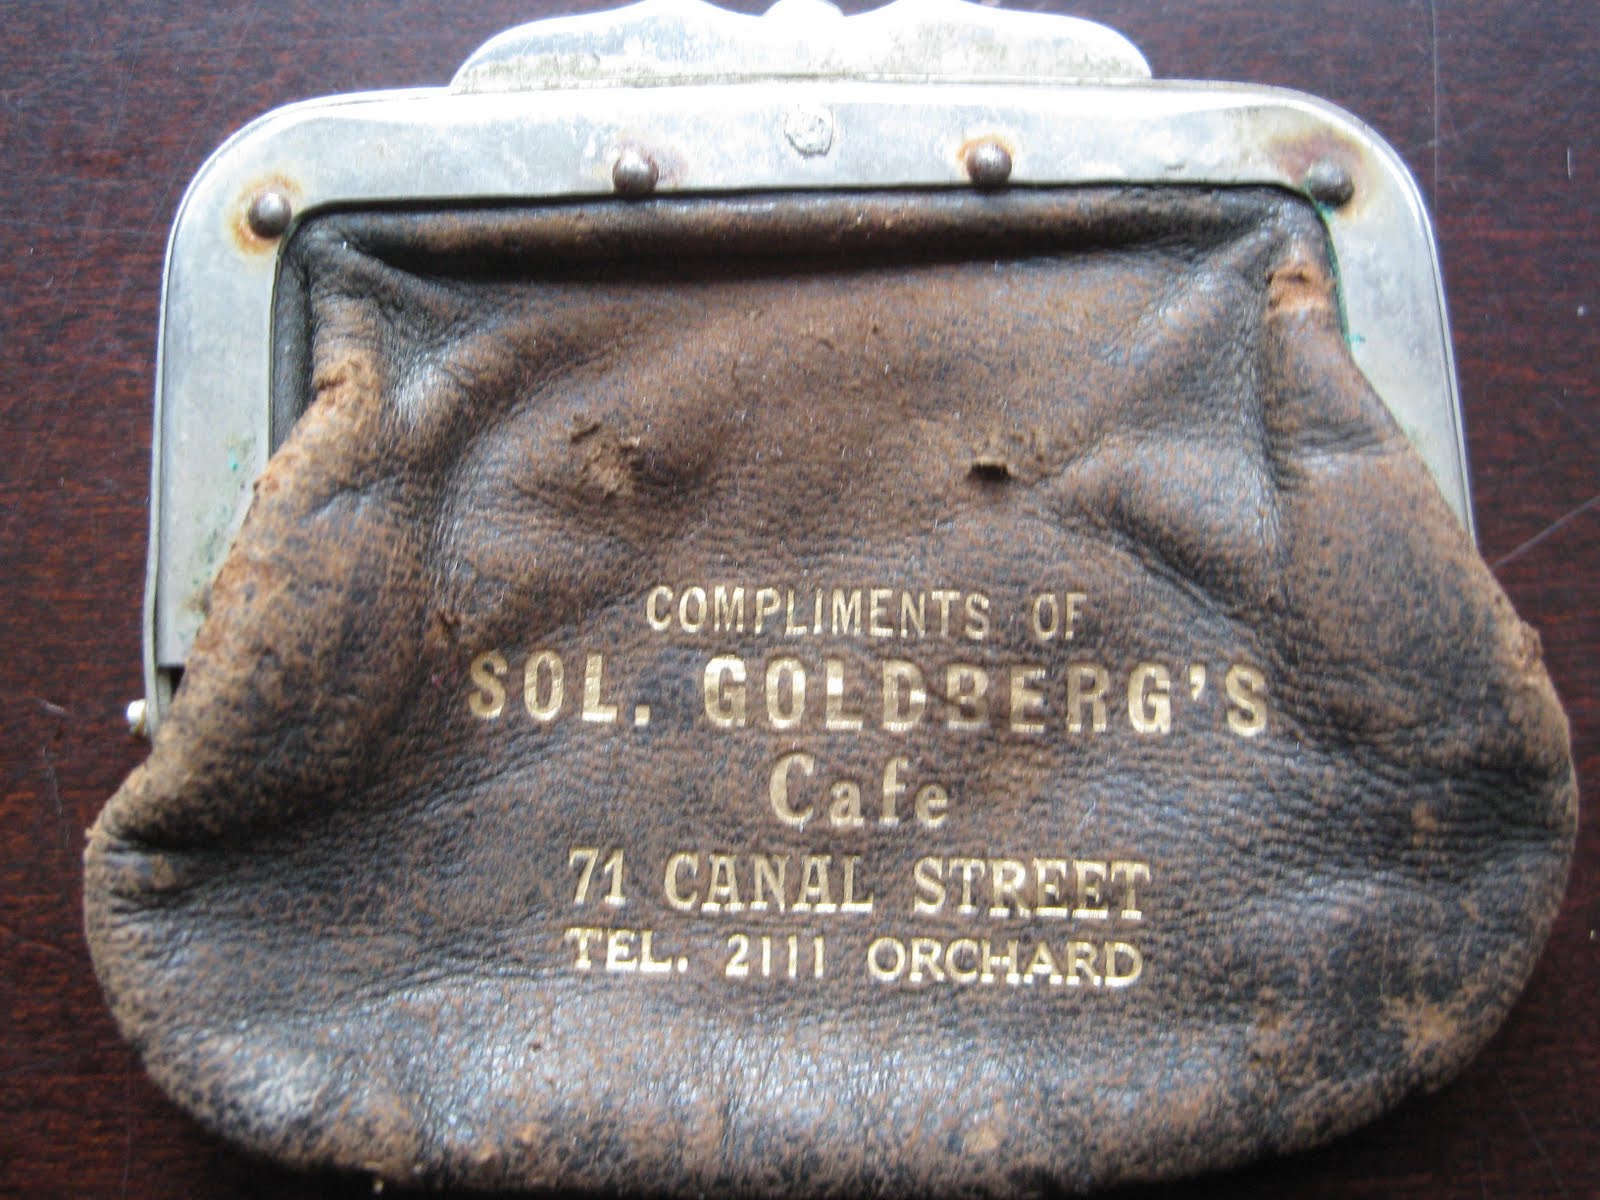 COMPLIMENTS OF
SOL. GOLDBERG'S
Cafe
71 CANAL STREET
TEL. 2111 ORCHARD